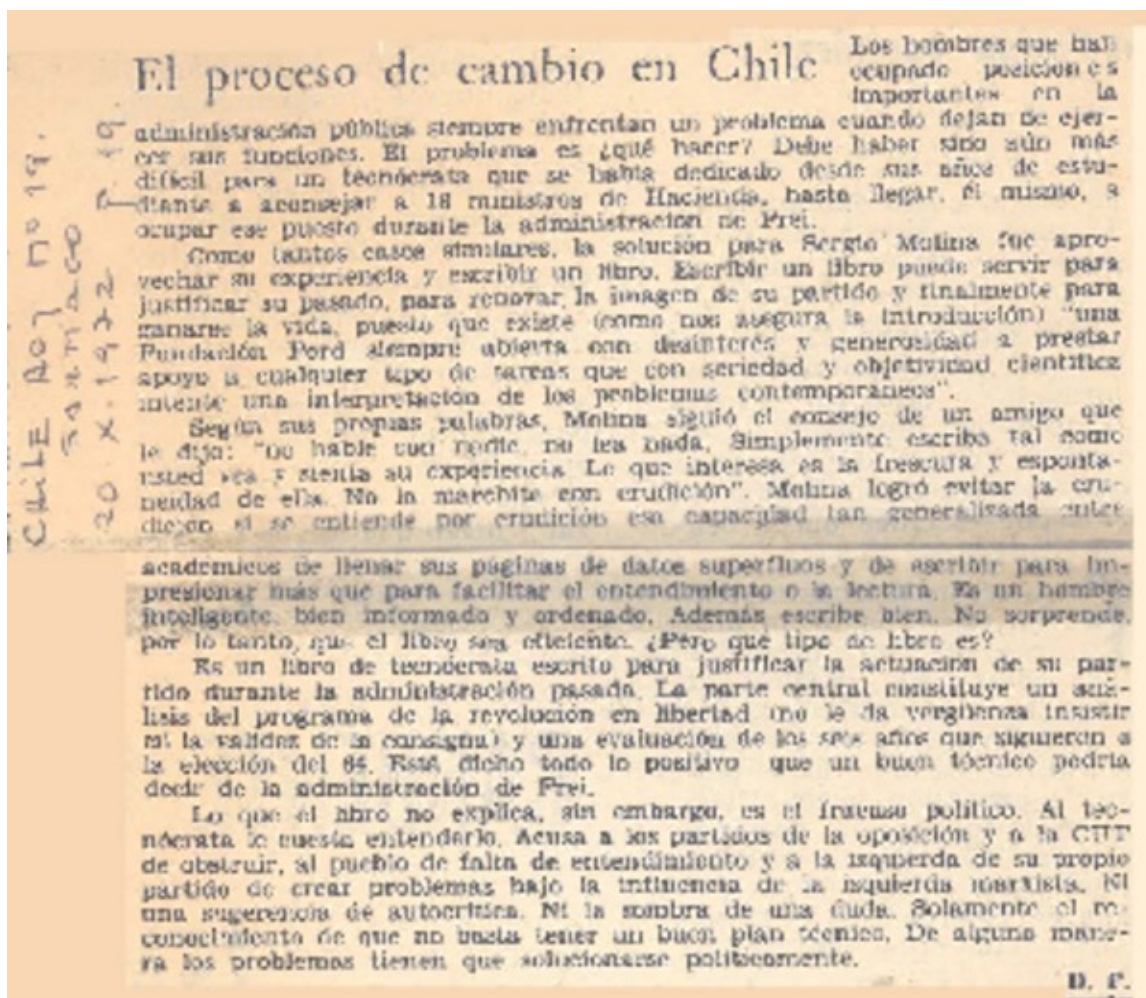 El proceso de cambio en Chile
Los hombres que han
ocupado posiciones
importantes en la
administración pública siempre enfrentan un problema cuando dejan de ejer-
cer sus funciones. El problema es ¿qué hacer? Debe haber sido aún más
difícil para un tecnócrata que se había dedicado desde sus años de estu-
diante a aconsejar a 18 ministros de Hacienda, hasta llegar, él mismo, a
ocupar ese puesto durante la administración de Frei.
Como tantos casos similares, la solución para Sergio Molina fue apro-
vechar su experiencia y escribir un libro. Escribir un libro puede servir para
justificar su pasado, para renovar la imagen de su partido y finalmente para
ganarse la vida, puesto que existe (como nos asegura la introducción) "una
Fundación Ford siempre abierta con desinterés y generosidad a prestar
apoyo a cualquier tipo de tareas que con seriedad y objetividad científica
intente una interpretación de los problemas contemporáneos".
Según sus propias palabras, Molina siguió el consejo de un amigo que
le dijo: "no hable con nadie, no lea nada. Simplemente escriba tal como
usted vea y sienta su experiencia. Lo que interesa es la frescura y esponta-
neidad de ella. No la marchite con erudición". Molina logró evitar la eru-
dición si se entiende por erudición esa capacidad tan generalizada entre
académicos de llenar sus páginas de datos superfluos y de escribir para im-
presionar más que para facilitar el entendimiento o la lectura. Es un hombre
inteligente, bien informado y ordenado. Además escribe bien. No sorprende,
por lo tanto, que el libro sea eficiente. ¿Pero qué tipo de libro es?
Es un libro de tecnócrata escrito para justificar la actuación de su par-
tido durante la administración pasada. La parte central constituye un aná-
lisis del programa de la revolución en libertad (no le da vergüenza insistir
en la validez de la consigna) y una evaluación de los seis años que siguieron a
la elección del 64. Está dicho todo lo positivo que un buen técnico podría
decir de la administración de Frei.
Lo que el libro no explica, sin embargo, es el fracaso político. Al tec-
nócrata le cuesta entenderlo. Acusa a los partidos de la oposición y a la CUT
de obstruir, al pueblo de falta de entendimiento y a la izquierda de su propio
partido de crear problemas bajo la influencia de la izquierda marxista. Ni
una sugerencia de autocrítica. Ni la sombra de una duda. Solamente el re-
conocimiento de que no basta tener un buen plan técnico. De alguna mane-
ra los problemas tienen que solucionarse políticamente.
D. F.
CHILE HOY nº 19.
SANTIAGO
20 X. 1972 P. 19